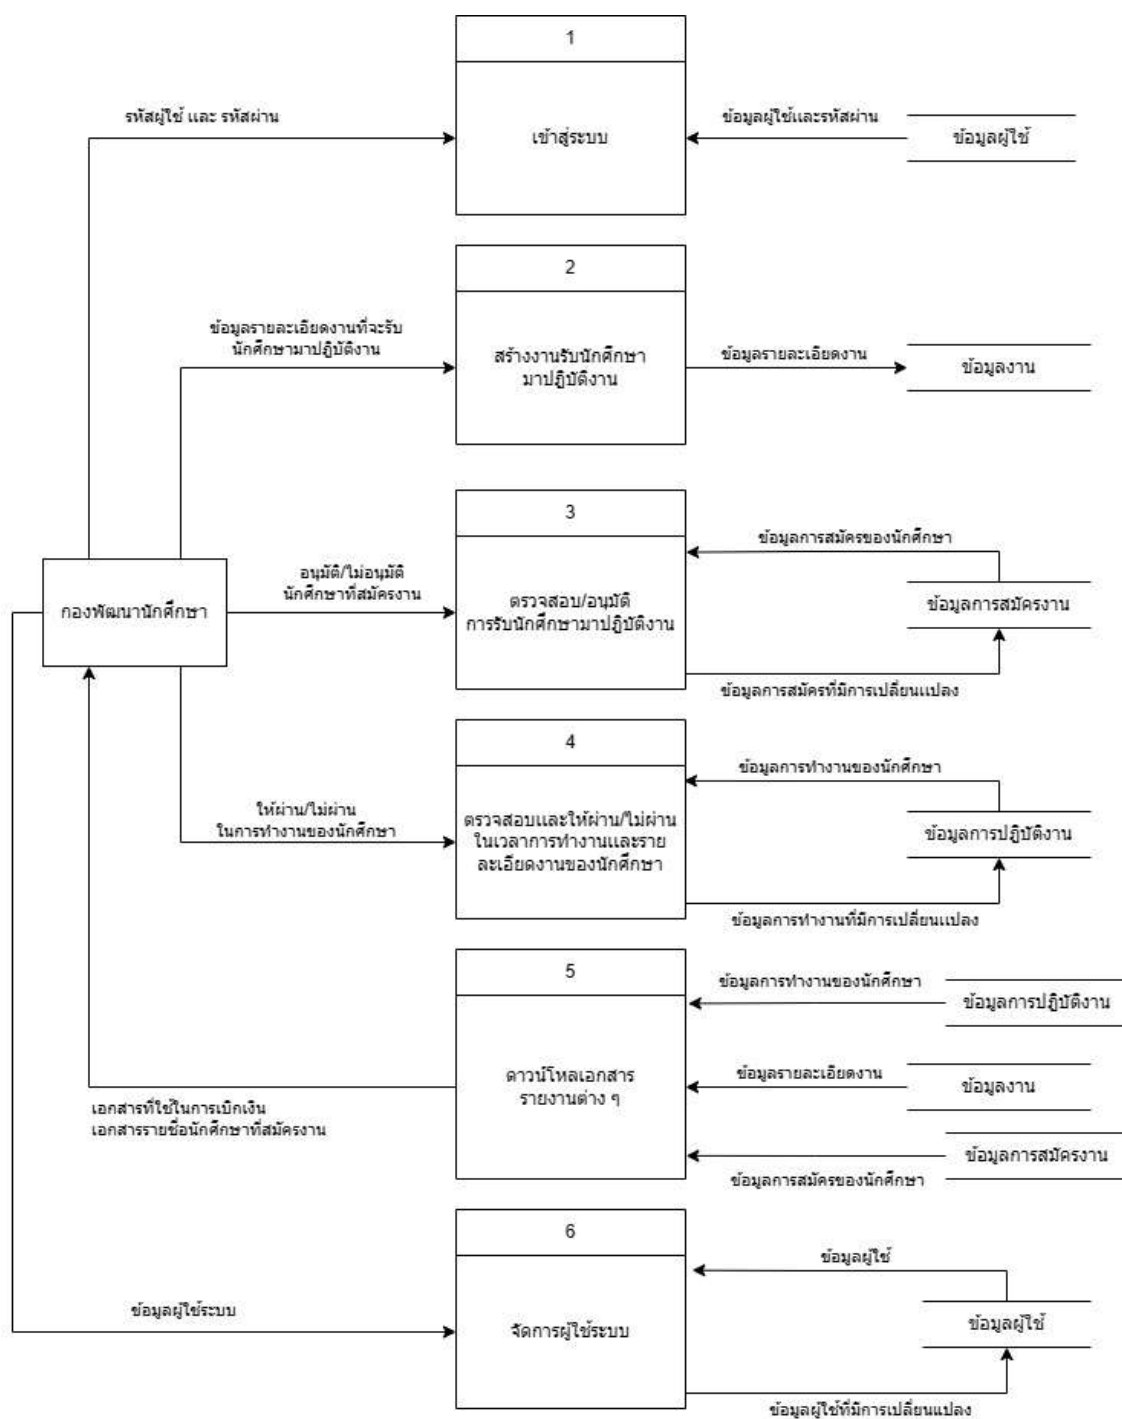 1
รหัสผู้ใช้ และ รหัสผ่าน
เข้าสู่ระบบ
ข้อมูลผู้ใช้และรหัสผ่าน
ข้อมูลผู้ใช้
2
ข้อมูลรายละเอียดงานที่จะรับ
นักศึกษามาปฏิบัติงาน
สร้างงานรับนักศึกษา
มาปฏิบัติงาน
ข้อมูลรายละเอียดงาน
ข้อมูลงาน
3
กองพัฒนานักศึกษา
อนุมัติ/ไม่อนุมัติ
นักศึกษาที่สมัครงาน
ตรวจสอบ/อนุมัติ
การรับนักศึกษามาปฏิบัติงาน
ข้อมูลการสมัครของนักศึกษา
ข้อมูลการสมัครงาน
ข้อมูลการสมัครที่มีการเปลี่ยนแปลง
4
ให้ผ่าน/ไม่ผ่าน
ในการทำงานของนักศึกษา
ตรวจสอบและให้ผ่าน/ไม่ผ่าน
ในเวลาการทำงานและราย
ละเอียดงานของนักศึกษา
ข้อมูลการทำงานของนักศึกษา
ข้อมูลการปฏิบัติงาน
ข้อมูลการทำงานที่มีการเปลี่ยนแปลง
5
ข้อมูลการทำงานของนักศึกษา
ข้อมูลการปฏิบัติงาน
ดาวน์โหลเอกสาร
รายงานต่าง ๆ
ข้อมูลรายละเอียดงาน
ข้อมูลงาน
เอกสารที่ใช้ในการเบิกเงิน
เอกสารรายชื่อนักศึกษาที่สมัครงาน
ข้อมูลการสมัครงาน
ข้อมูลการสมัครของนักศึกษา
6
ข้อมูลผู้ใช้ระบบ
จัดการผู้ใช้ระบบ
ข้อมูลผู้ใช้
ข้อมูลผู้ใช้
ข้อมูลผู้ใช้ที่มีการเปลี่ยนแปลง